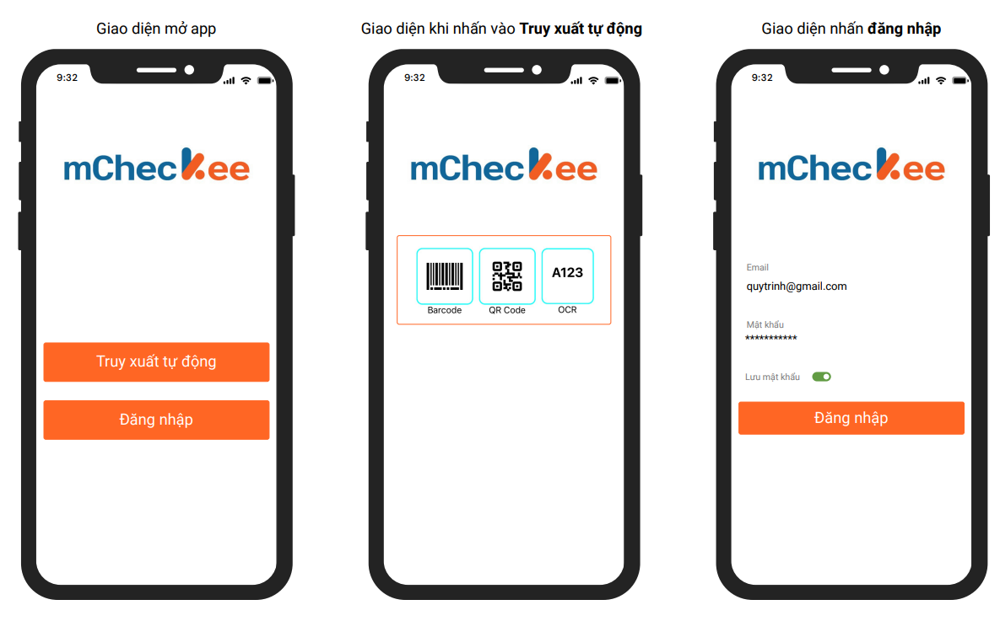 Giao diện mở app
9:32
mCheckee
Truy xuất tự động
Đăng nhập
Giao diện khi nhấn vào Truy xuất tự động
9:32
mCheckee
A123
Barcode
QR Code
OCR
Giao diện nhấn đăng nhập
9:32
mCheckee
Email
quytrinh@gmail.com
Mật khẩu
***********
Lưu mật khẩu
Đăng nhập